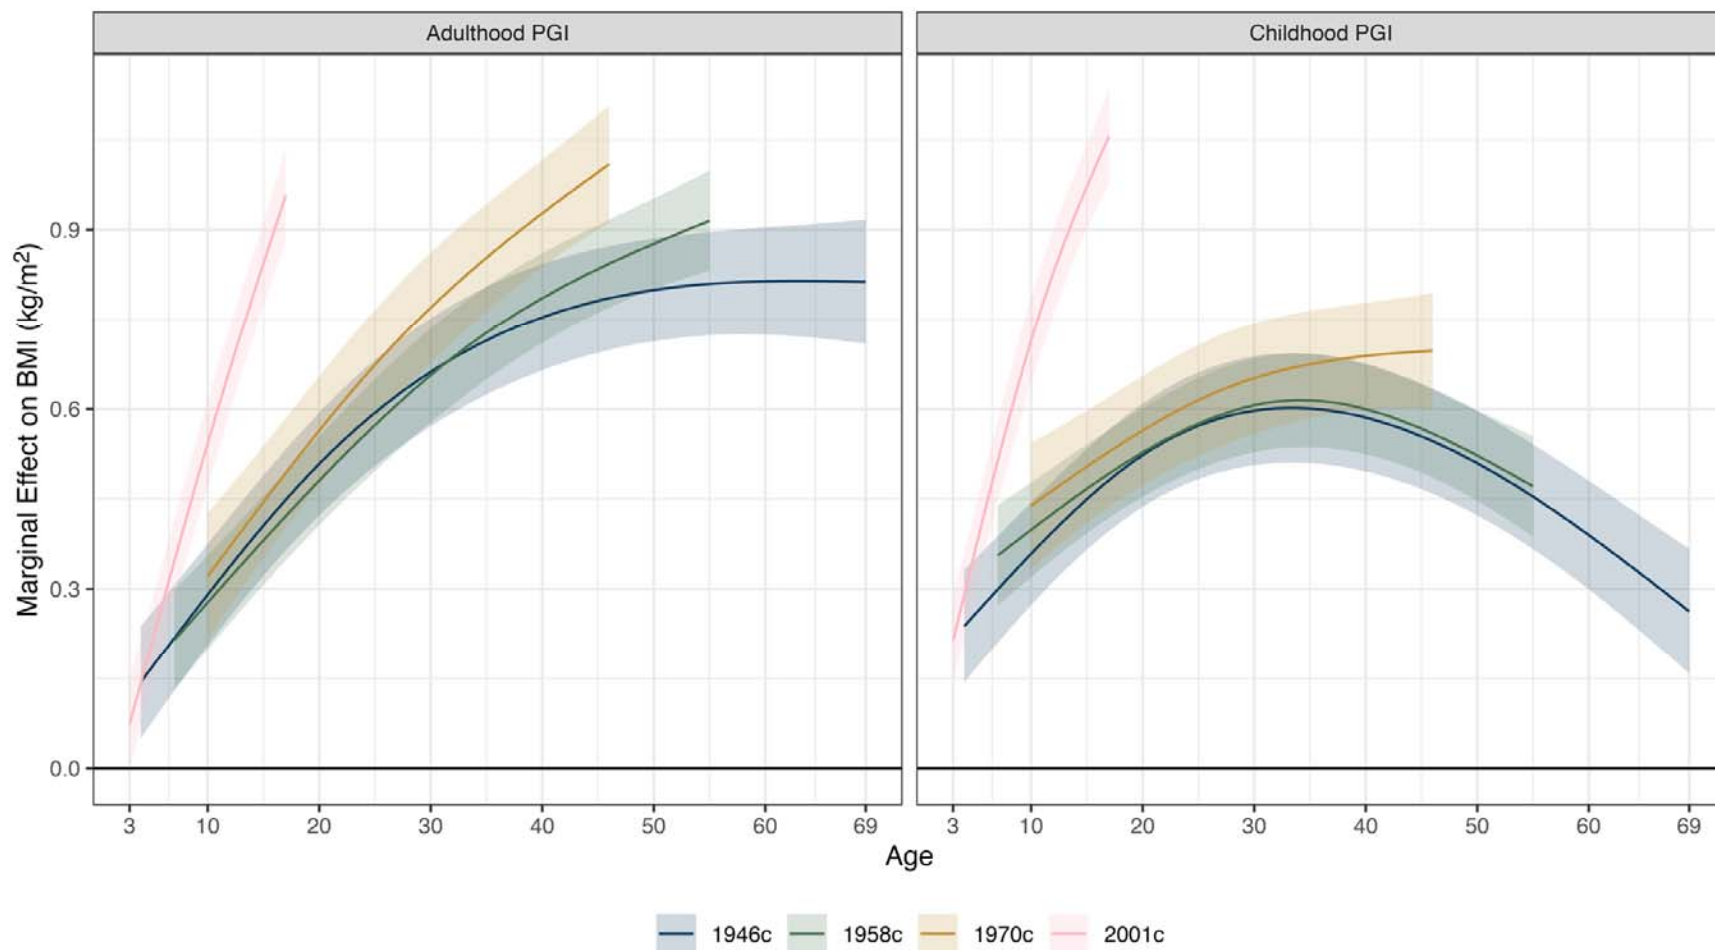 Adulthood PGI
Childhood PGI
Marginal Effect on BMI (kg/m²)
0.9
0.6
0.3
0.0
3 10 20 30 40 50 60 69
3 10 20 30 40 50 60 69
Age
1946c 1958c 1970c 2001c